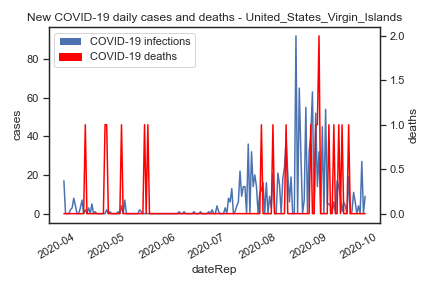 New COVID-19 daily cases and deaths - United_States_Virgin_Islands
COVID-19 infections
COVID-19 deaths
80
60
40
20
0
cases
2.0
1.5
1.0
0.5
0.0
deaths
2020-04
2020-05
2020-06
2020-07
2020-08
2020-09
2020-10
dateRep